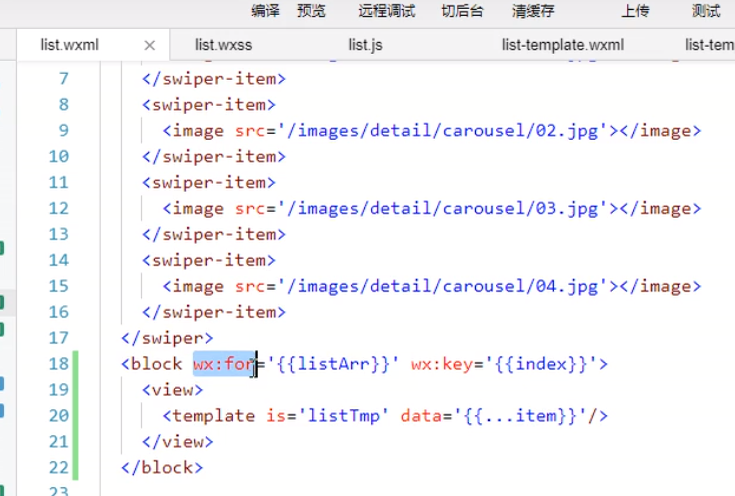 编译 预览 远程调试 切后台 清缓存 上传 测试
list.wxml × list.wxss list.js list-template.wxml list-tem
7 </swiper-item>
8 <swiper-item>
9 <image src='/images/detail/carousel/02.jpg'></image>
10 </swiper-item>
11 <swiper-item>
12 <image src='/images/detail/carousel/03.jpg'></image>
13 </swiper-item>
14 <swiper-item>
15 <image src='/images/detail/carousel/04.jpg'></image>
16 </swiper-item>
17 </swiper>
18 <block wx:for='{{listArr}}' wx:key='{{index}}'>
19 <view>
20 <template is='listTmp' data='{{...item}}'/>
21 </view>
22 </block>
23